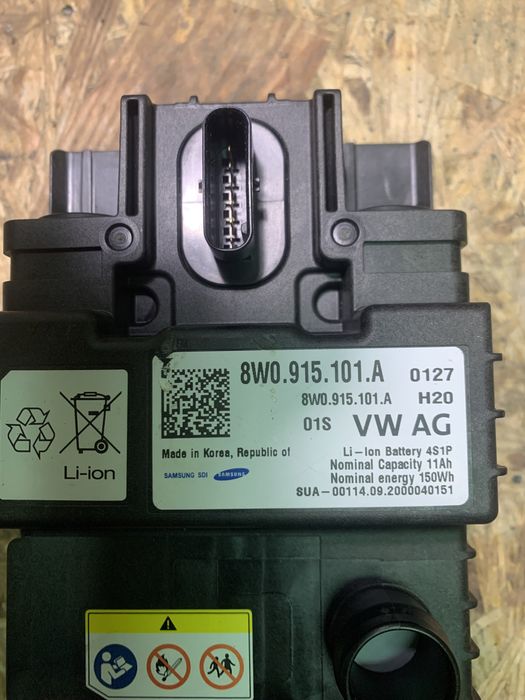 8W0.915.101.A 0127
8W0.915.101.A H20
01S VW AG
Made in Korea, Republic of
Li-Ion Battery 4S1P
Nominal Capacity 11Ah
SAMSUNG SDI SAMSUNG
Nominal energy 150Wh
SUA-00114.09.2000040151
Li-ion